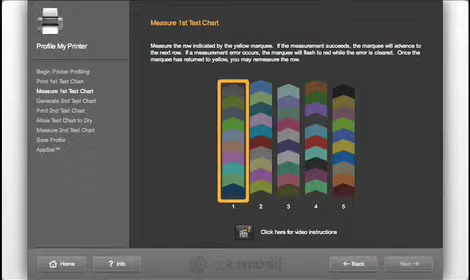 Measure 1st Test Chart
Profile My Printer
Measure the row indicated by the yellow marquee. If the measurement succeeds, the marquee will advance to
the next row. If a measurement error occurs, the marquee will flash to red while the error is cleared. Once the
marquee has returned to yellow, you may remeasure the row.
Begin Printer Profiling
Print 1st Test Chart
Measure 1st Test Chart
Generate 2nd Test Chart
Print 2nd Test Chart
Allow Test Chart to Dry
Measure 2nd Test Chart
Save Profile
AppSet™
1 2 3 4 5
Click here for video instructions
Home
? Info
colormunki
Back
Next